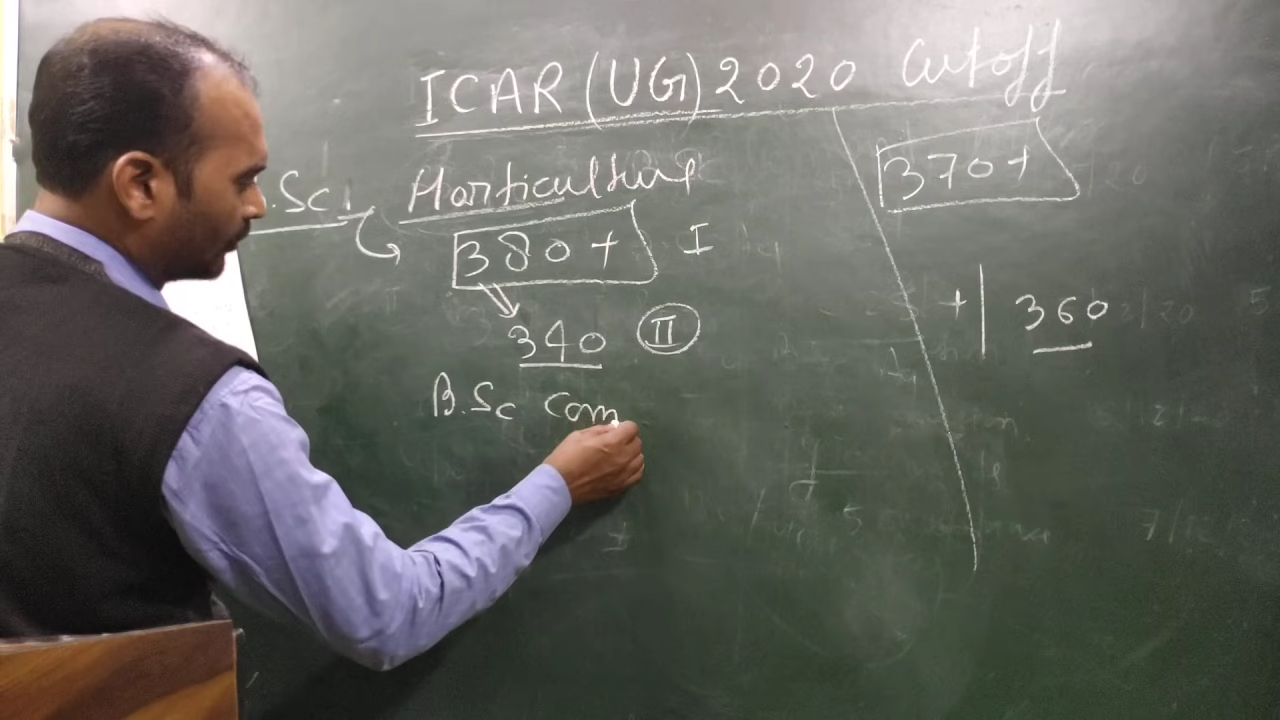 ICAR (UG) 2020 Cutoff
.Sc. Horticulture
380+ I
340 II
B.Sc Com
370+
+| 360